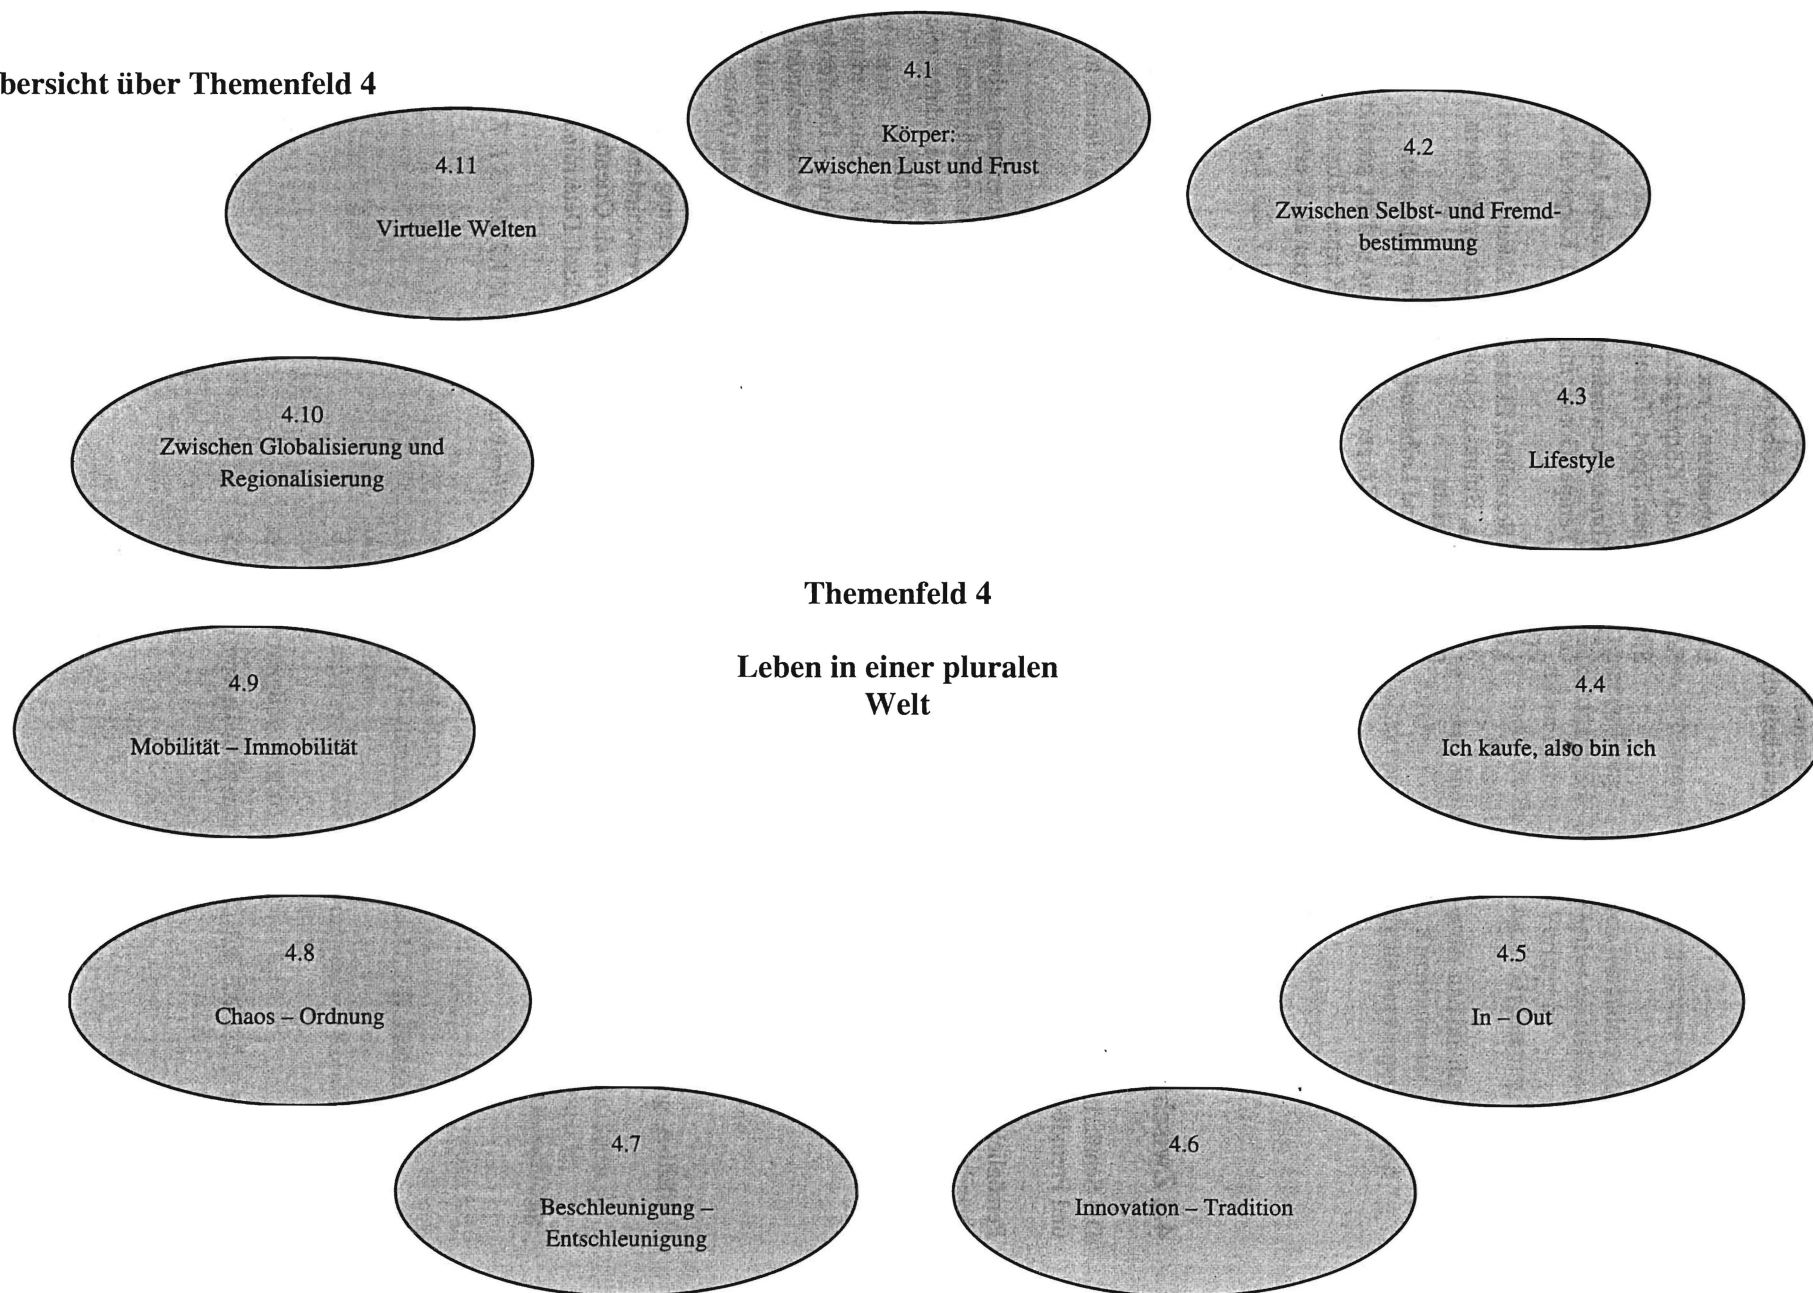 bersicht über Themenfeld 4
4.1
Körper:
Zwischen Lust und Frust
4.2
Zwischen Selbst- und Fremd-
bestimmung
4.3
Lifestyle
4.4
Ich kaufe, also bin ich
4.5
In – Out
4.6
Innovation – Tradition
4.7
Beschleunigung –
Entschleunigung
4.8
Chaos – Ordnung
4.9
Mobilität – Immobilität
4.10
Zwischen Globalisierung und
Regionalisierung
4.11
Virtuelle Welten
Themenfeld 4
Leben in einer pluralen
Welt